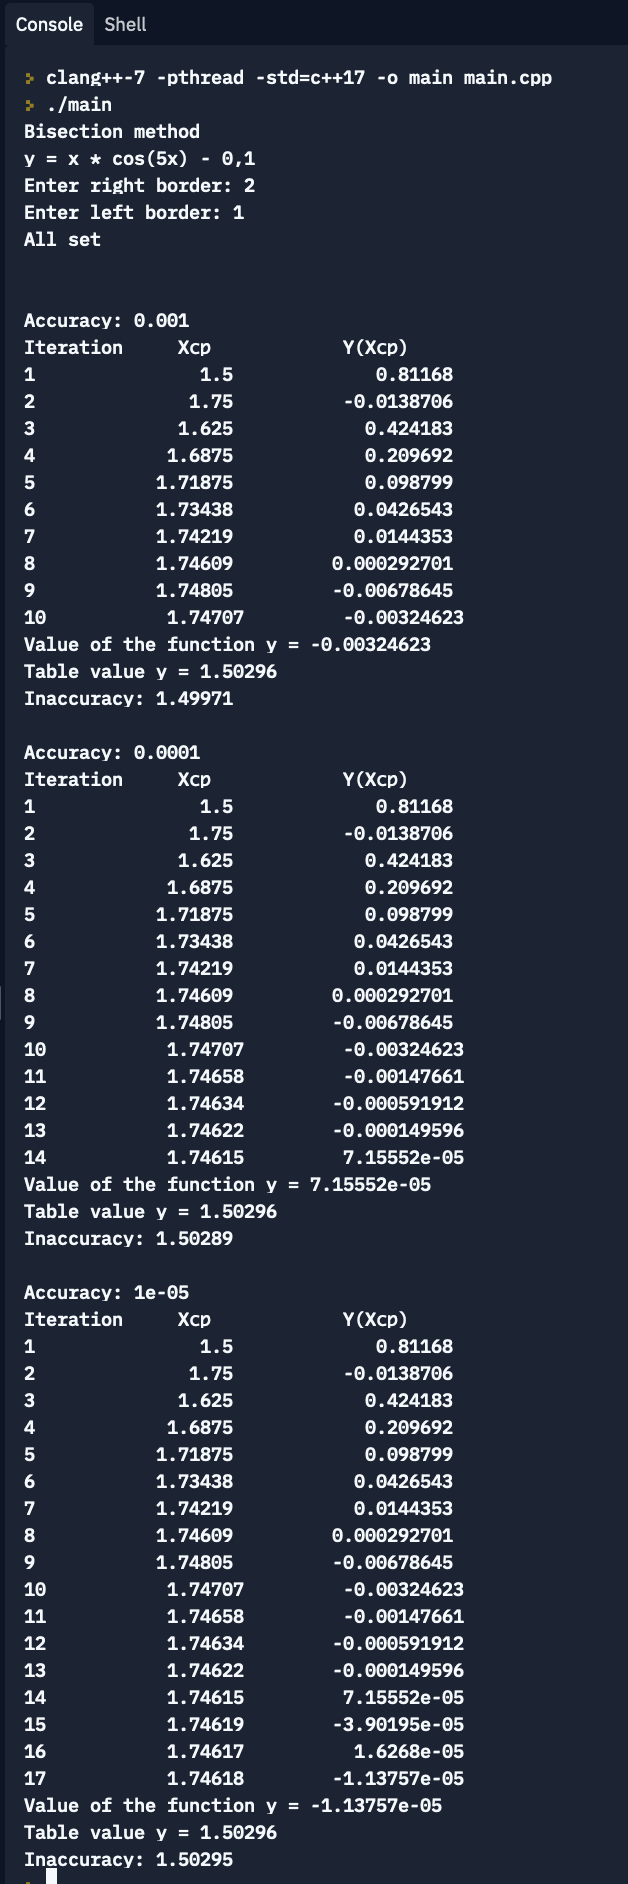 Console Shell
clang++-7 -pthread -std=c++17 -o main main.cpp
./main
Bisection method
y = x * cos(5x) - 0,1
Enter right border: 2
Enter left border: 1
All set
Accuracy: 0.001
Iteration Xcp Y(Xcp)
1 1.5 0.81168
2 1.75 -0.0138706
3 1.625 0.424183
4 1.6875 0.209692
5 1.71875 0.098799
6 1.73438 0.0426543
7 1.74219 0.0144353
8 1.74609 0.000292701
9 1.74805 -0.00678645
10 1.74707 -0.00324623
Value of the function y = -0.00324623
Table value y = 1.50296
Inaccuracy: 1.49971
Accuracy: 0.0001
Iteration Xcp Y(Xcp)
1 1.5 0.81168
2 1.75 -0.0138706
3 1.625 0.424183
4 1.6875 0.209692
5 1.71875 0.098799
6 1.73438 0.0426543
7 1.74219 0.0144353
8 1.74609 0.000292701
9 1.74805 -0.00678645
10 1.74707 -0.00324623
11 1.74658 -0.00147661
12 1.74634 -0.000591912
13 1.74622 -0.000149596
14 1.74615 7.15552e-05
Value of the function y = 7.15552e-05
Table value y = 1.50296
Inaccuracy: 1.50289
Accuracy: 1e-05
Iteration Xcp Y(Xcp)
1 1.5 0.81168
2 1.75 -0.0138706
3 1.625 0.424183
4 1.6875 0.209692
5 1.71875 0.098799
6 1.73438 0.0426543
7 1.74219 0.0144353
8 1.74609 0.000292701
9 1.74805 -0.00678645
10 1.74707 -0.00324623
11 1.74658 -0.00147661
12 1.74634 -0.000591912
13 1.74622 -0.000149596
14 1.74615 7.15552e-05
15 1.74619 -3.90195e-05
16 1.74617 1.6268e-05
17 1.74618 -1.13757e-05
Value of the function y = -1.13757e-05
Table value y = 1.50296
Inaccuracy: 1.50295